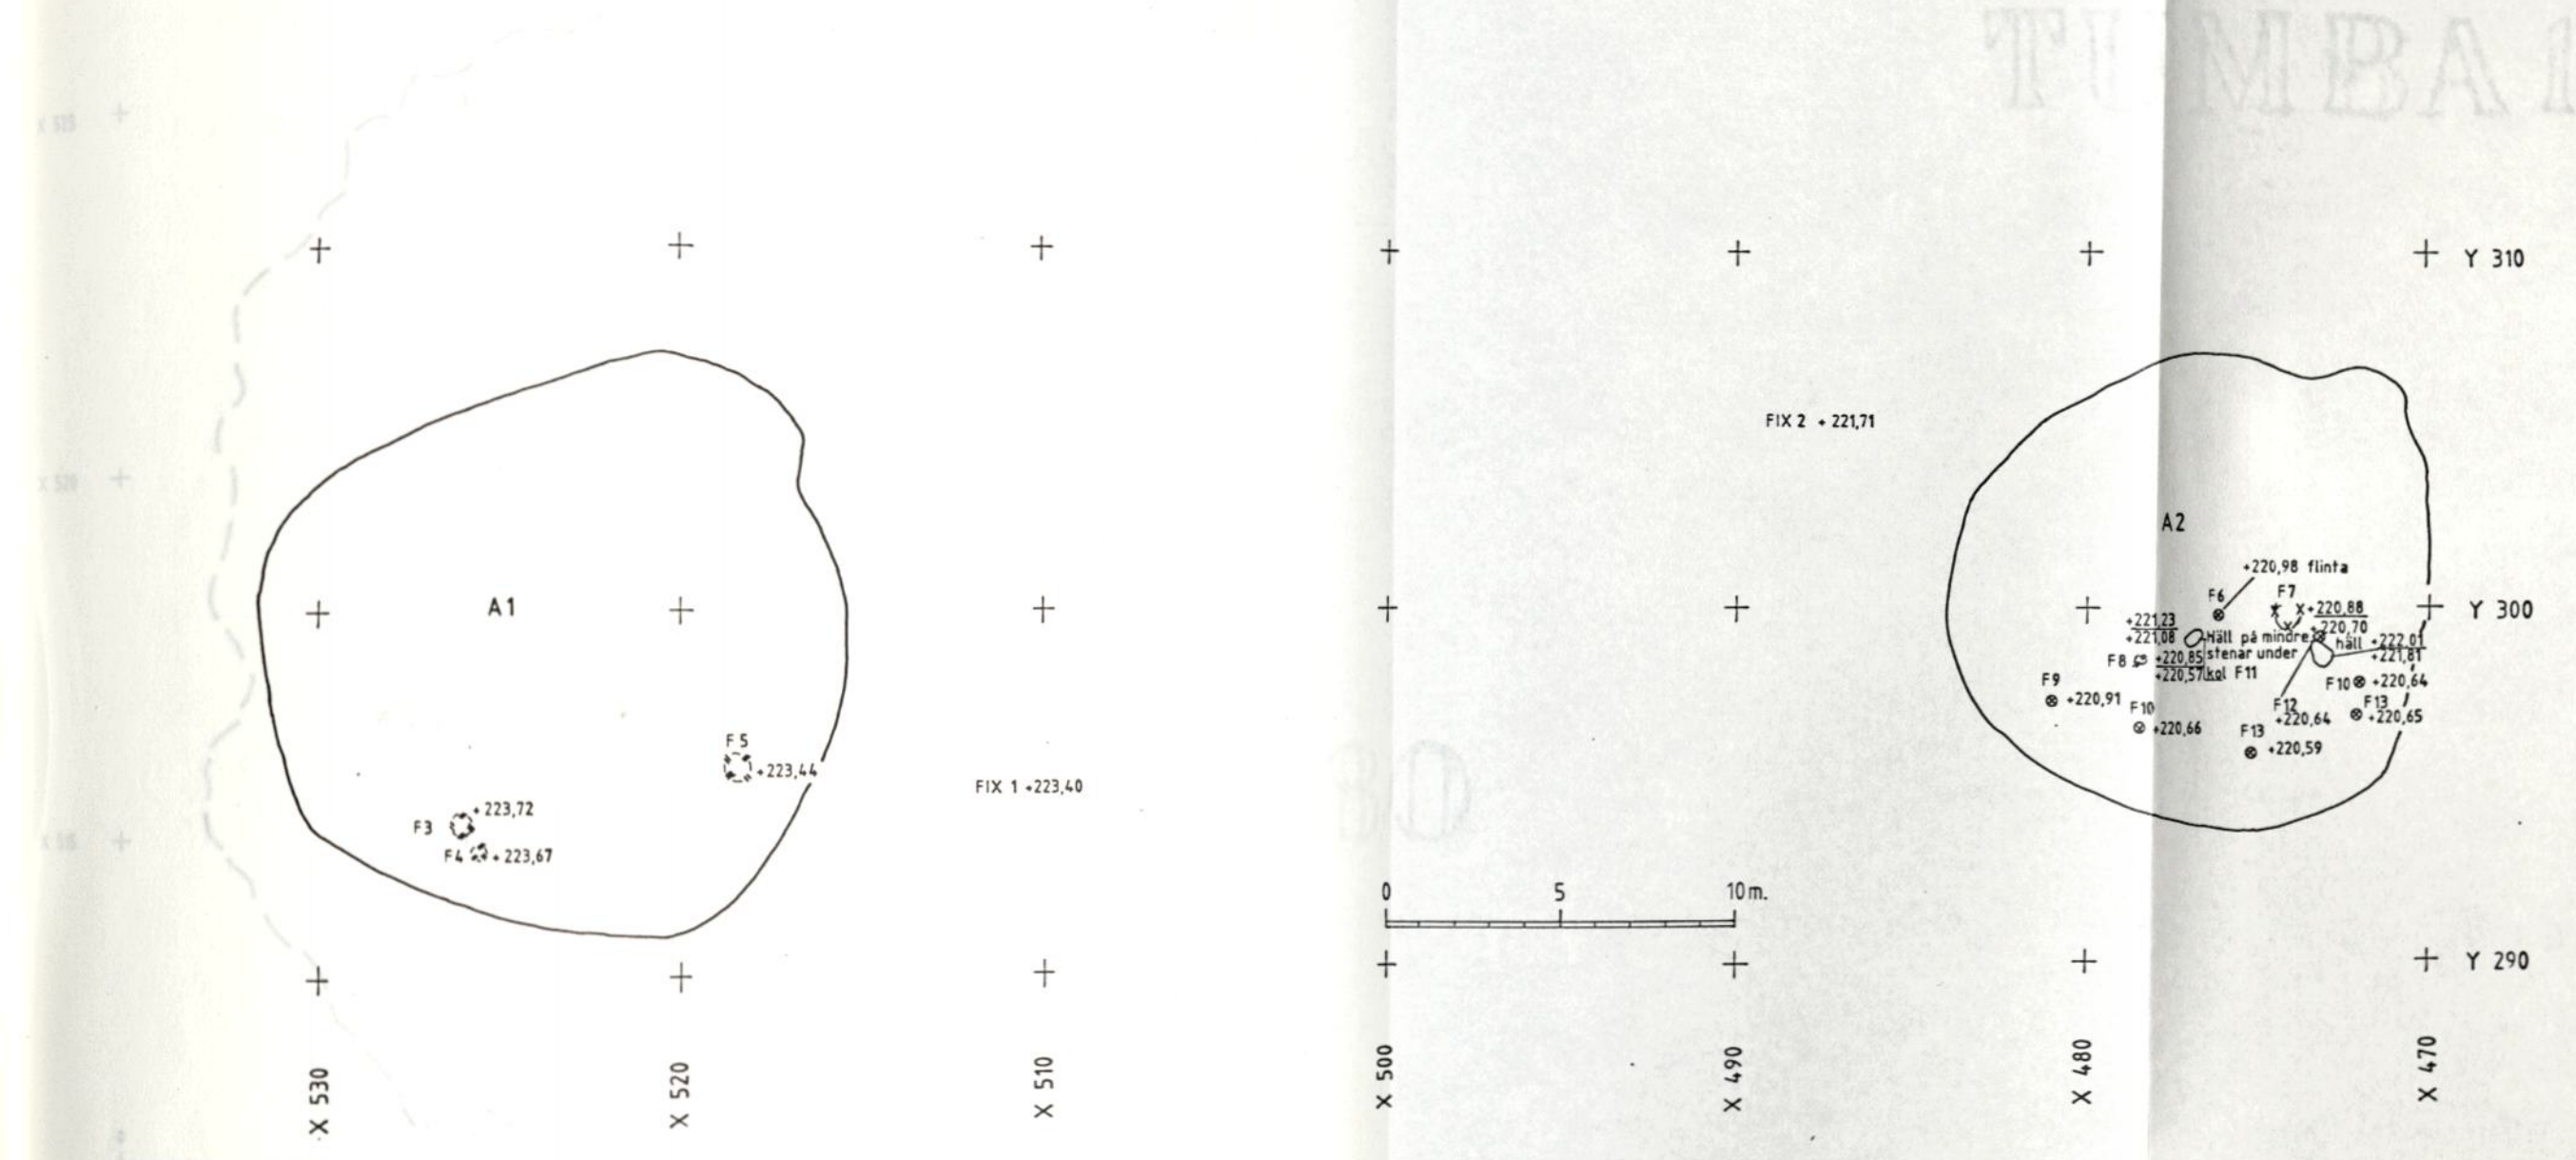 Y 310
FIX 2 + 221,71
A2
+220,98 flinta
F6
F7
A1
Y 300
+220,88
+220,70
+221,23
+221,08
Häll på mindre
stenar under
häll
+222,01
+221,81
F8
+220,85
+220,57
kol F11
F9
+220,91
F10
+220,66
F10
+220,64
F12
+220,64
F13
+220,65
F13
+220,59
F5
+223,44
FIX 1 +223,40
F3
+223,72
F4
+223,67
0 5 10 m.
Y 290
X 530
X 520
X 510
X 500
X 490
X 480
X 470